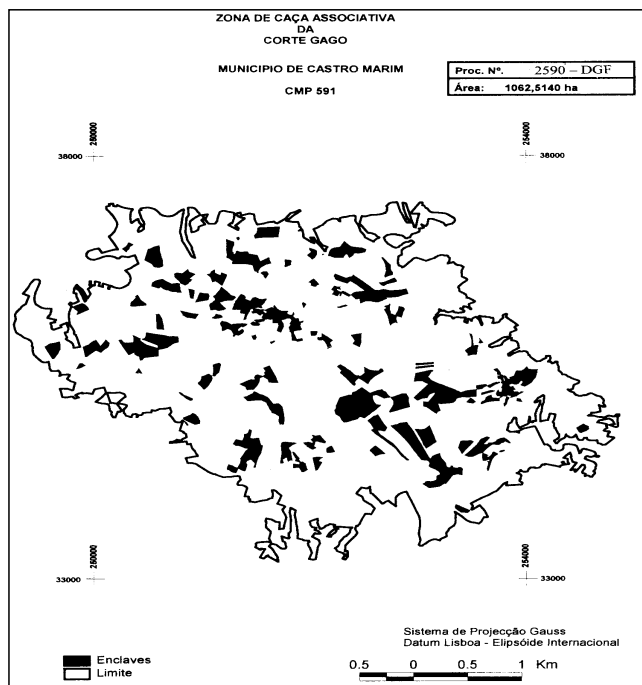 ZONA DE CAÇA ASSOCIATIVA
DA
CORTE GAGO
MUNICIPIO DE CASTRO MARIM
CMP 591
Proc. Nº. 2590 – DGF
Área: 1062,5140 ha
254000
38000
38000
33000
254000
33000
Sistema de Projecção Gauss
Datum Lisboa - Elipsóide Internacional
Enclaves
Limite
0.5 0 0.5 1 Km